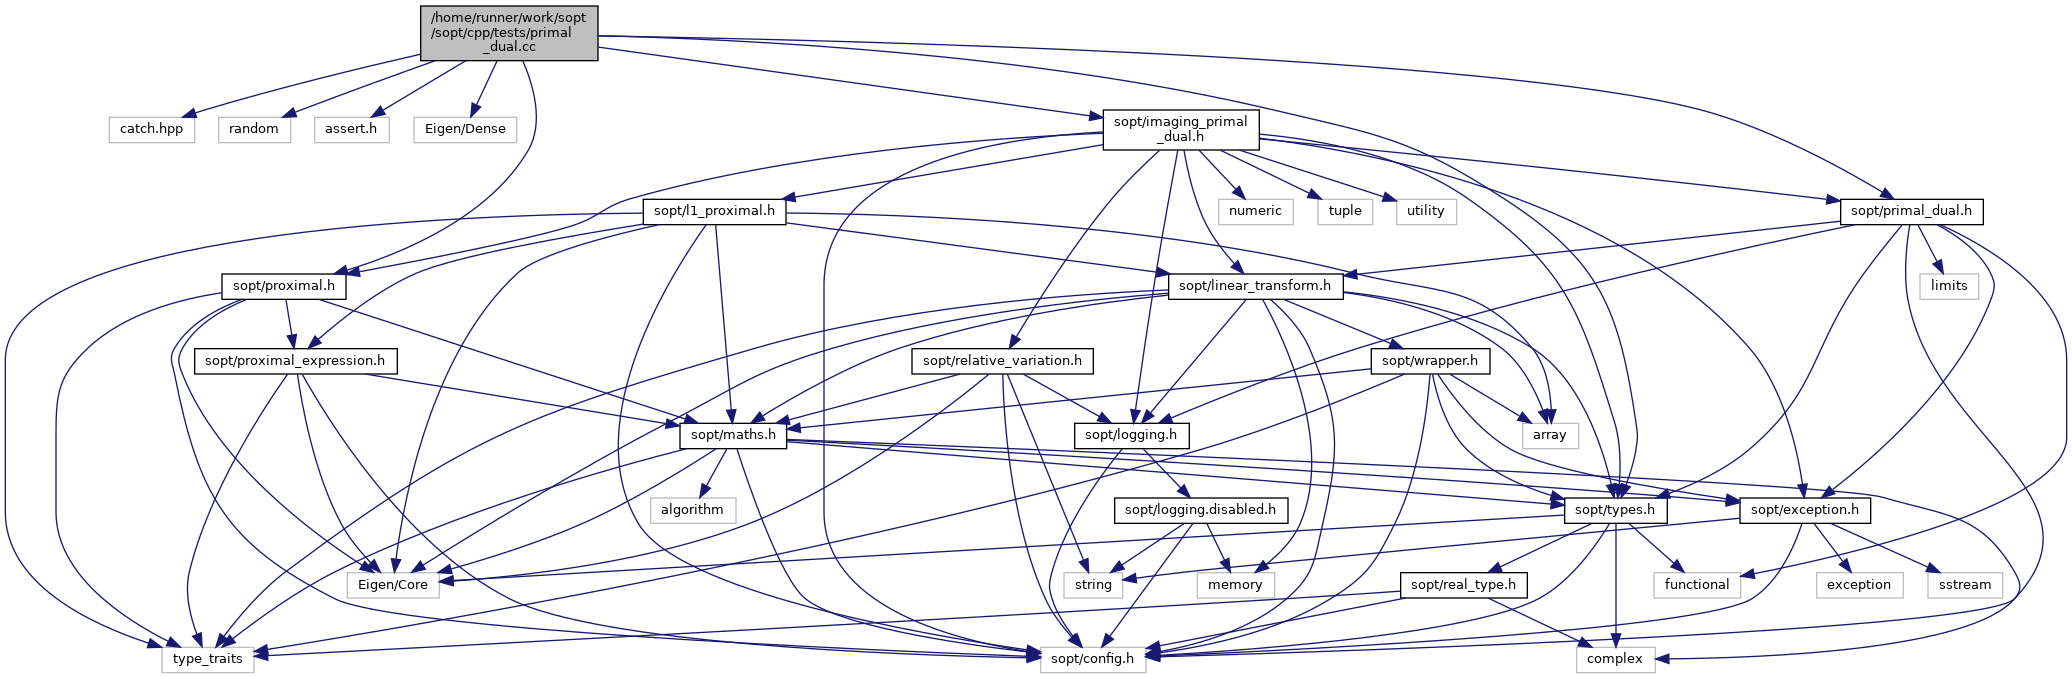 /home/runner/work/sopt
/sopt/cpp/tests/primal
_dual.cc
catch.hpp
random
assert.h
Eigen/Dense
sopt/imaging_primal
_dual.h
sopt/l1_proximal.h
numeric
tuple
utility
sopt/primal_dual.h
sopt/proximal.h
sopt/linear_transform.h
limits
sopt/proximal_expression.h
sopt/relative_variation.h
sopt/wrapper.h
sopt/maths.h
sopt/logging.h
array
algorithm
sopt/logging.disabled.h
sopt/types.h
sopt/exception.h
Eigen/Core
string
memory
sopt/real_type.h
functional
exception
sstream
type_traits
sopt/config.h
complex